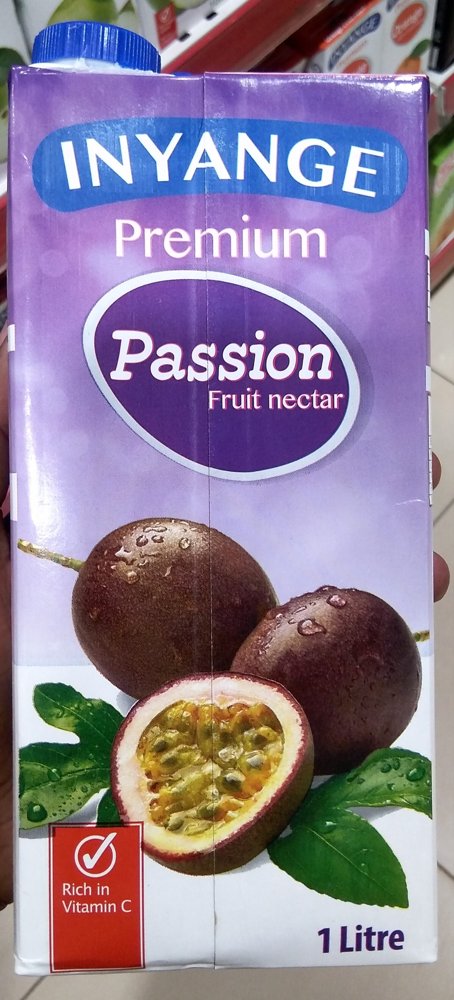 INYANGE
Premium
Passion
Fruit nectar
Rich in
Vitamin C
1 Litre